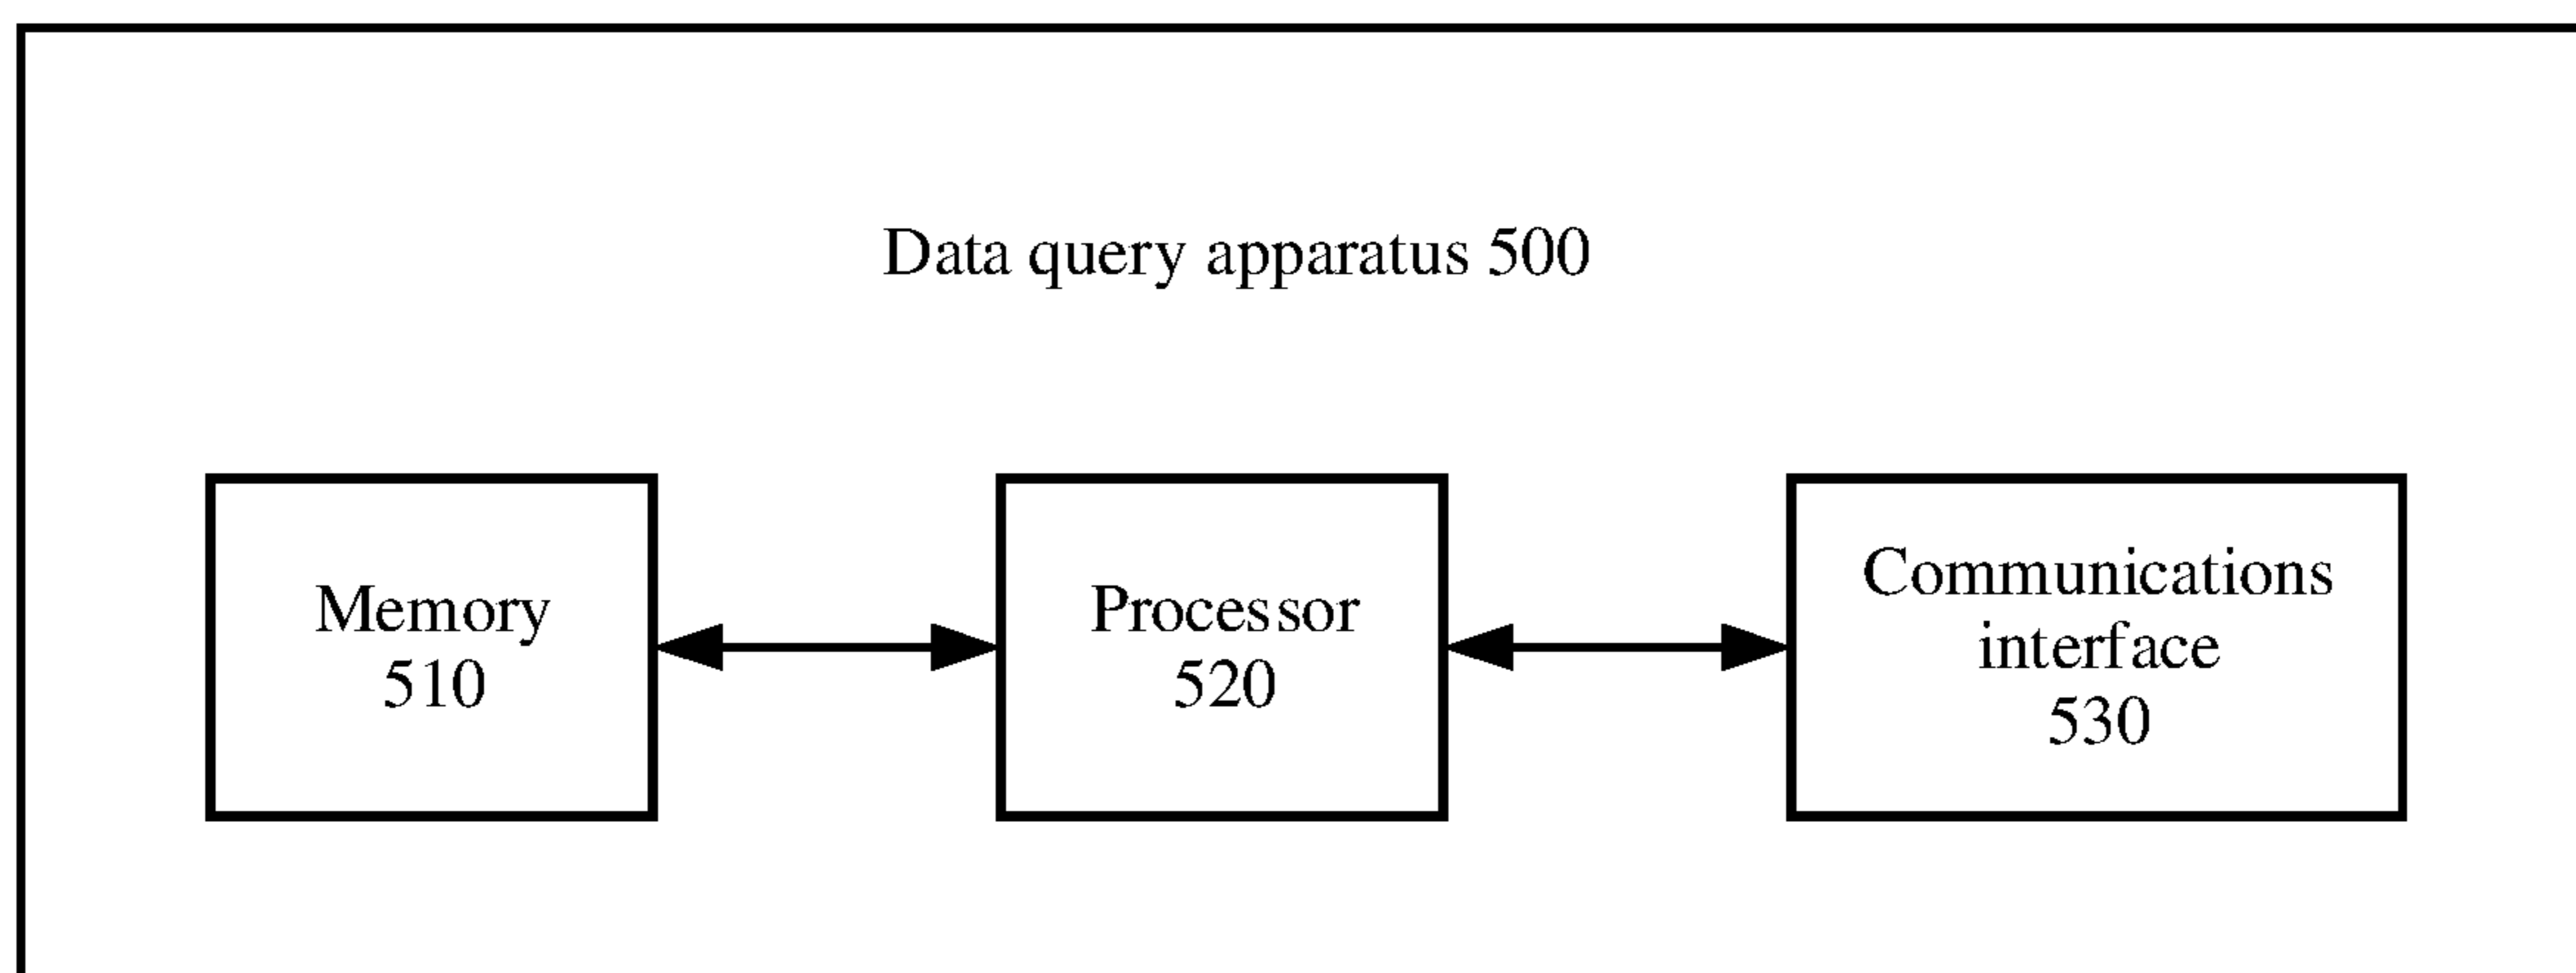 Data query apparatus 500
Memory
510
Processor
520
Communications
interface
530